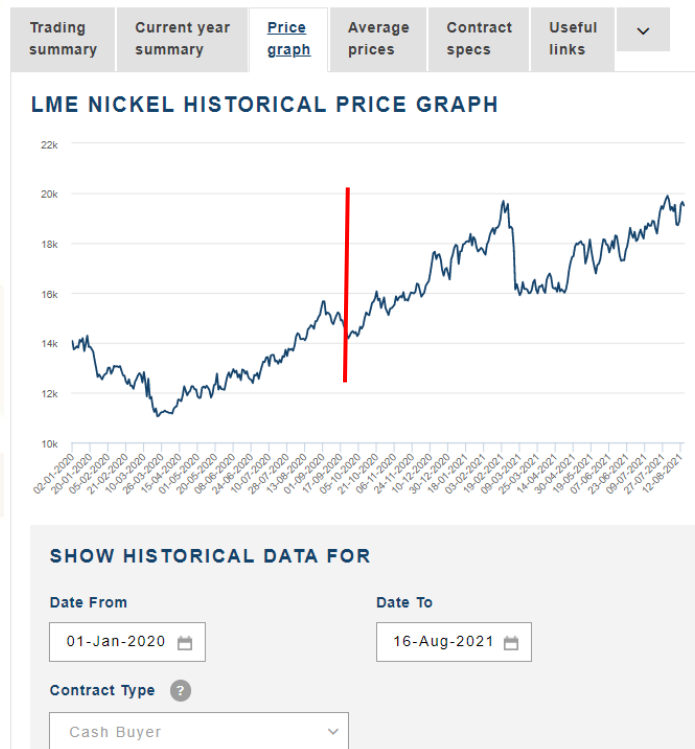 Trading summary
Current year summary
Price graph
Average prices
Contract specs
Useful links
LME NICKEL HISTORICAL PRICE GRAPH
22k
20k
18k
16k
14k
12k
10k
02-01-2020
20-01-2020
05-02-2020
21-02-2020
10-03-2020
26-03-2020
15-04-2020
01-05-2020
20-05-2020
08-06-2020
24-06-2020
10-07-2020
28-07-2020
13-08-2020
01-09-2020
17-09-2020
05-10-2020
21-10-2020
06-11-2020
24-11-2020
10-12-2020
30-12-2020
18-01-2021
03-02-2021
19-02-2021
09-03-2021
25-03-2021
14-04-2021
30-04-2021
19-05-2021
07-06-2021
23-06-2021
09-07-2021
27-07-2021
12-08-2021
SHOW HISTORICAL DATA FOR
Date From
Date To
01-Jan-2020
16-Aug-2021
Contract Type ?
Cash Buyer